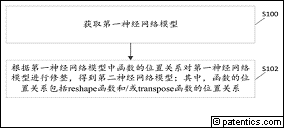 获取第一神经网络模型
S100
根据第一神经网络模型中函数的位置关系对第一神经网络模
型进行修整，得到第二神经网络模型；其中，函数的
位置关系包括reshape函数和/或transpose函数的位置关系
S102
© patentics.com